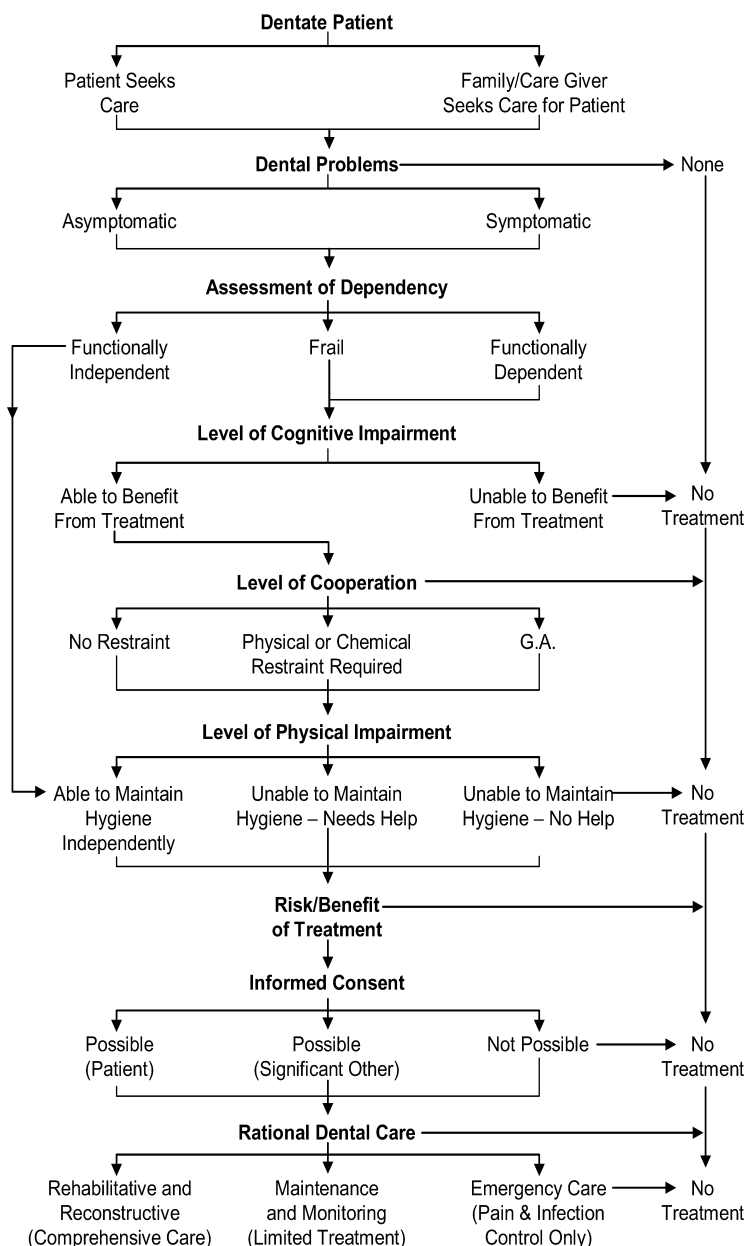 Dentate Patient
Patient Seeks
Care
Family/Care Giver
Seeks Care for Patient
Dental Problems
None
Asymptomatic
Symptomatic
Assessment of Dependency
Functionally
Independent
Frail
Functionally
Dependent
Level of Cognitive Impairment
Able to Benefit
From Treatment
Unable to Benefit
From Treatment
No
Treatment
Level of Cooperation
No Restraint
Physical or Chemical
Restraint Required
G.A.
Level of Physical Impairment
Able to Maintain
Hygiene
Independently
Unable to Maintain
Hygiene – Needs Help
Unable to Maintain
Hygiene – No Help
No
Treatment
Risk/Benefit
of Treatment
Informed Consent
Possible
(Patient)
Possible
(Significant Other)
Not Possible
No
Treatment
Rational Dental Care
Rehabilitative and
Reconstructive
(Comprehensive Care)
Maintenance
and Monitoring
(Limited Treatment)
Emergency Care
(Pain & Infection
Control Only)
No
Treatment